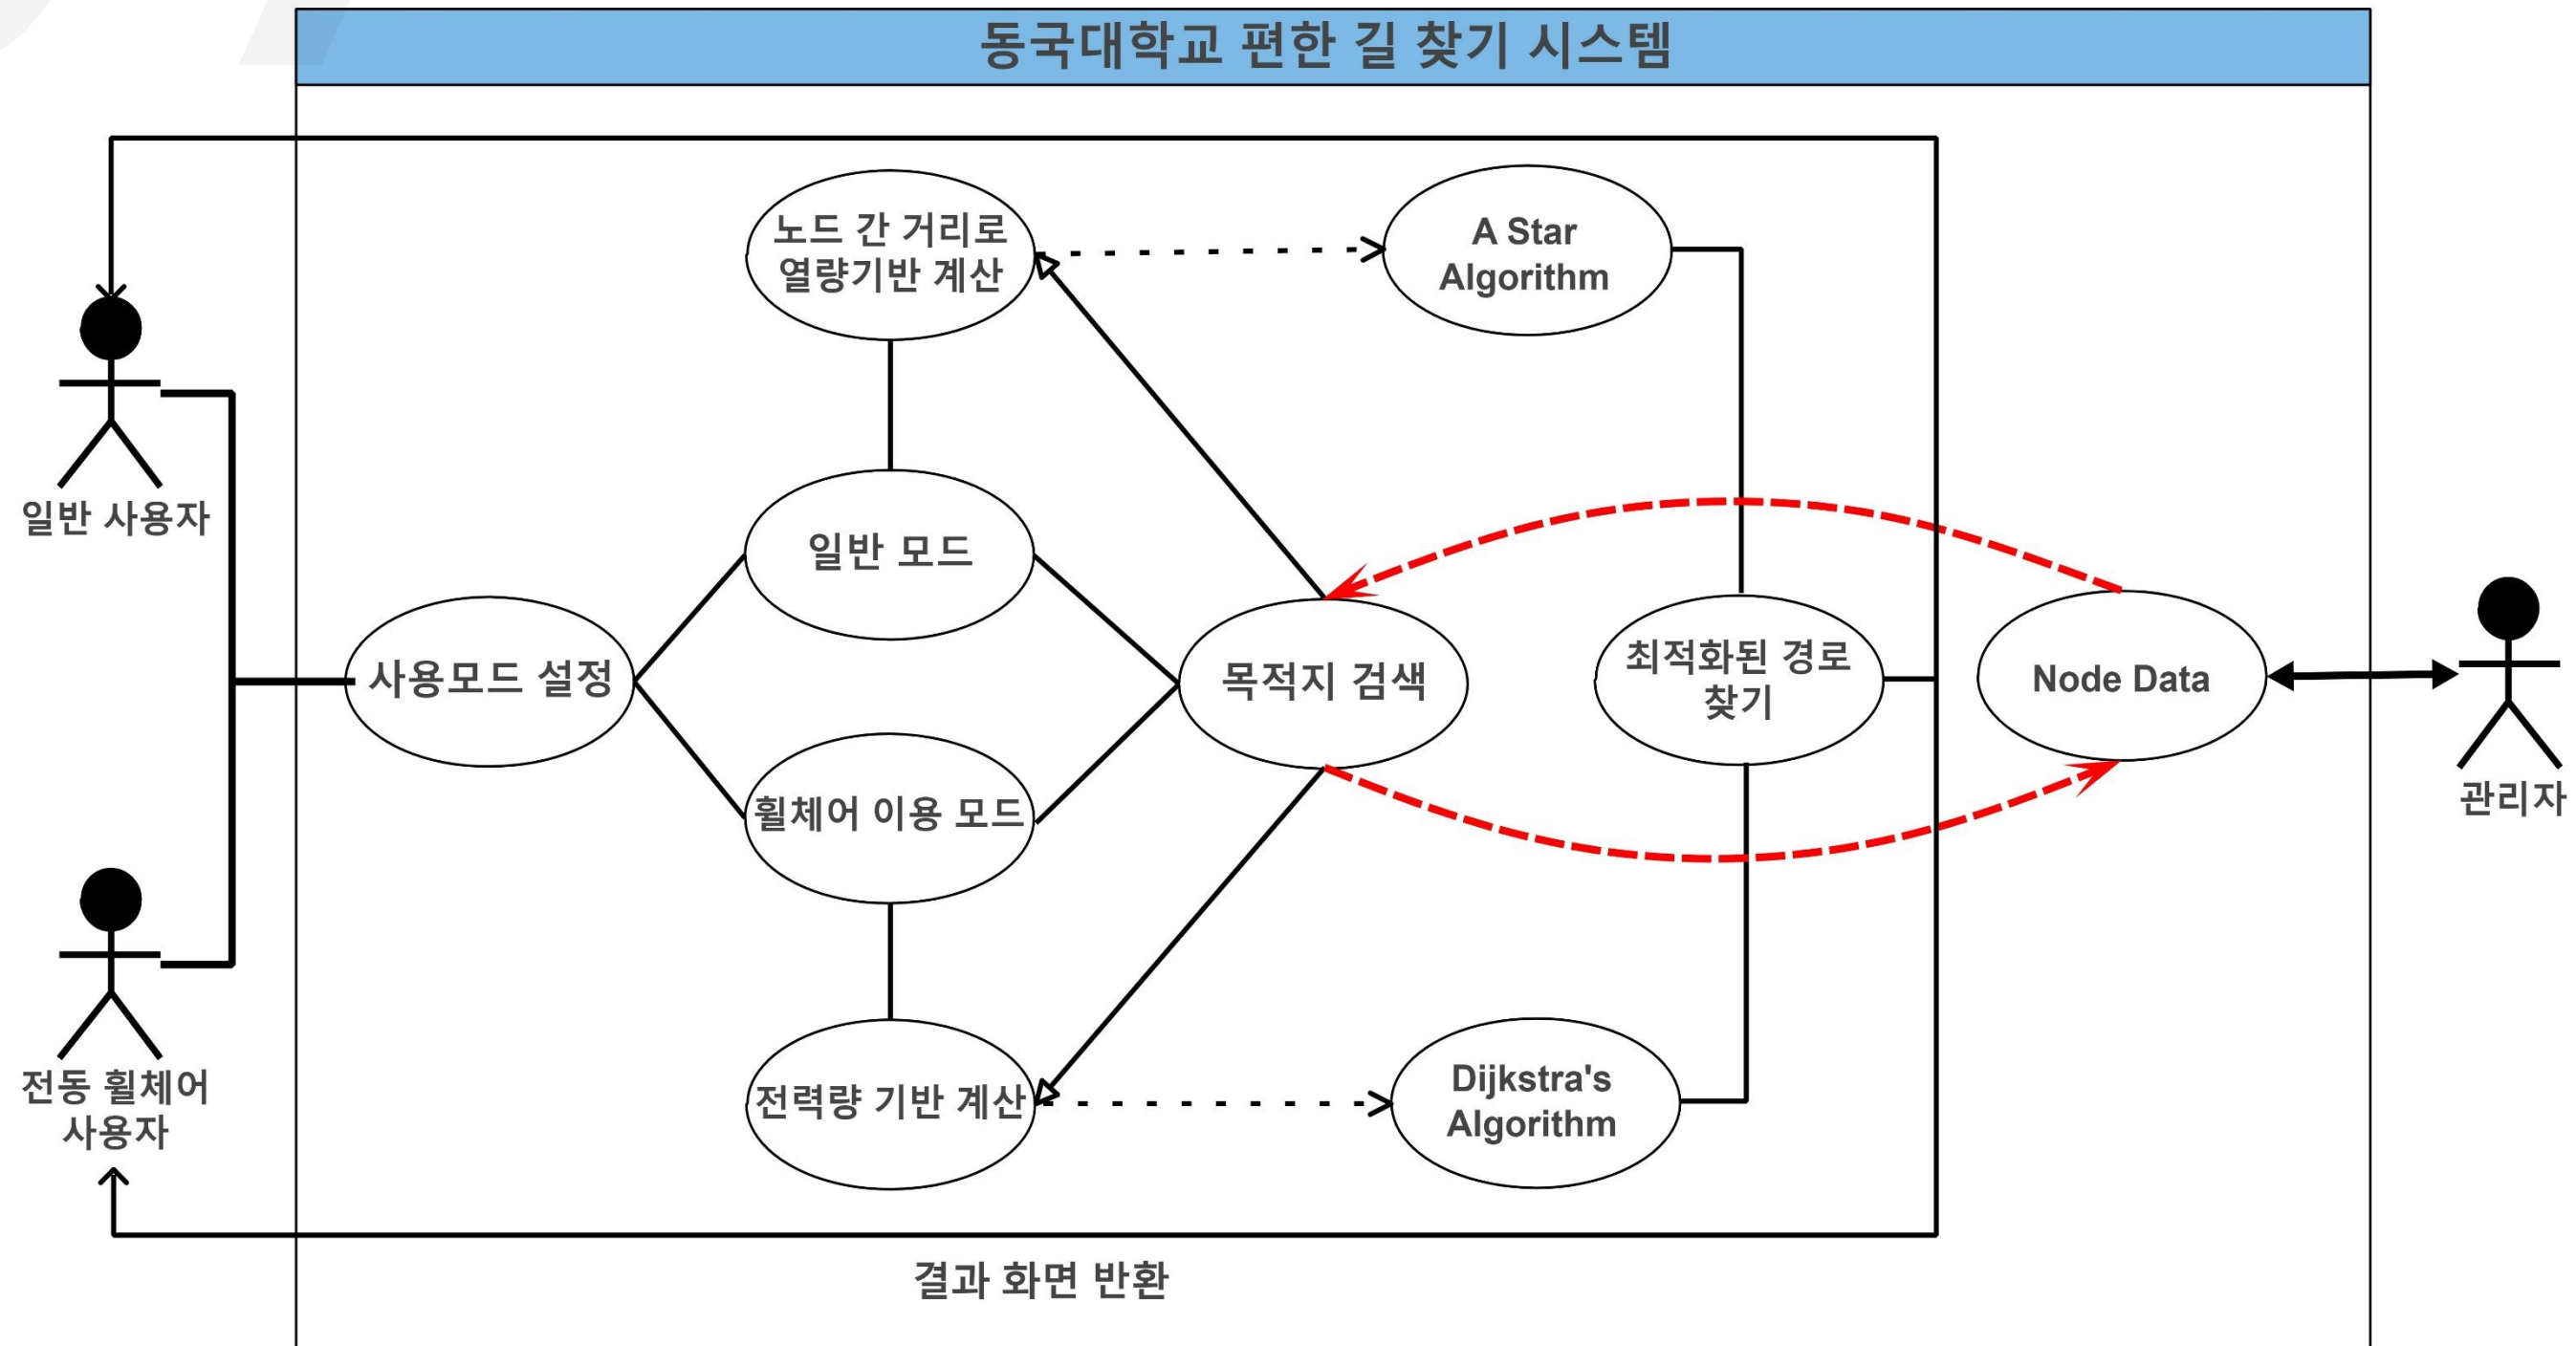 동국대학교 편한 길 찾기 시스템
노드 간 거리로
열량기반 계산
A Star
Algorithm
일반 사용자
일반 모드
사용모드 설정
목적지 검색
최적화된 경로
찾기
Node Data
관리자
휠체어 이용 모드
전동 휠체어
사용자
전력량 기반 계산
Dijkstra's
Algorithm
결과 화면 반환